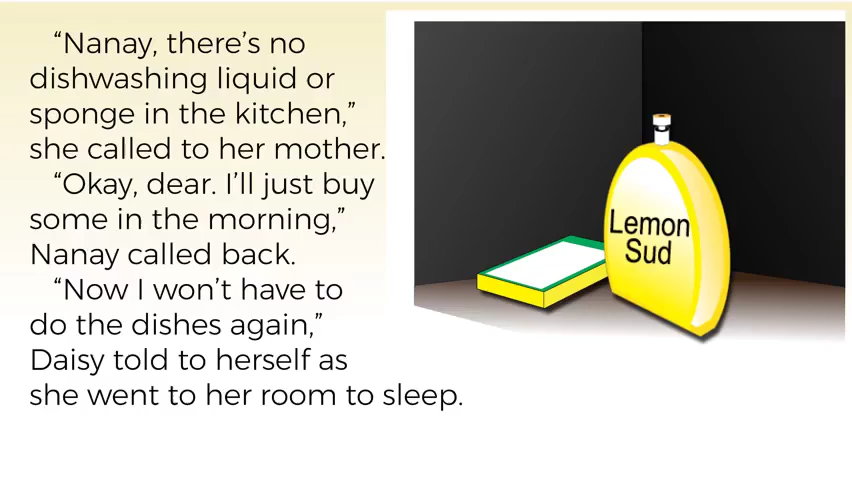 “Nanay, there’s no
dishwashing liquid or
sponge in the kitchen,”
she called to her mother.
“Okay, dear. I’ll just buy
some in the morning,”
Nanay called back.
“Now I won’t have to
do the dishes again,”
Daisy told to herself as
she went to her room to sleep.
Lemon
Sud